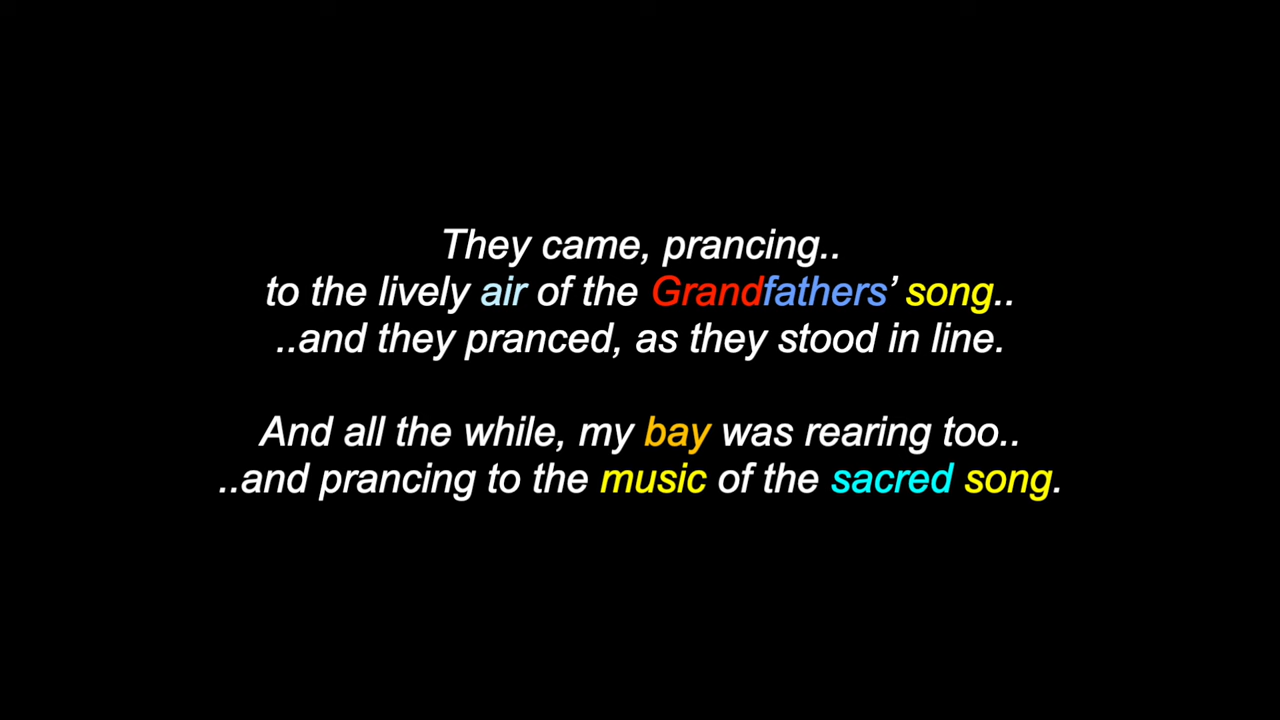 They came, prancing..
to the lively air of the Grandfathers’ song..
..and they pranced, as they stood in line.
And all the while, my bay was rearing too..
..and prancing to the music of the sacred song.